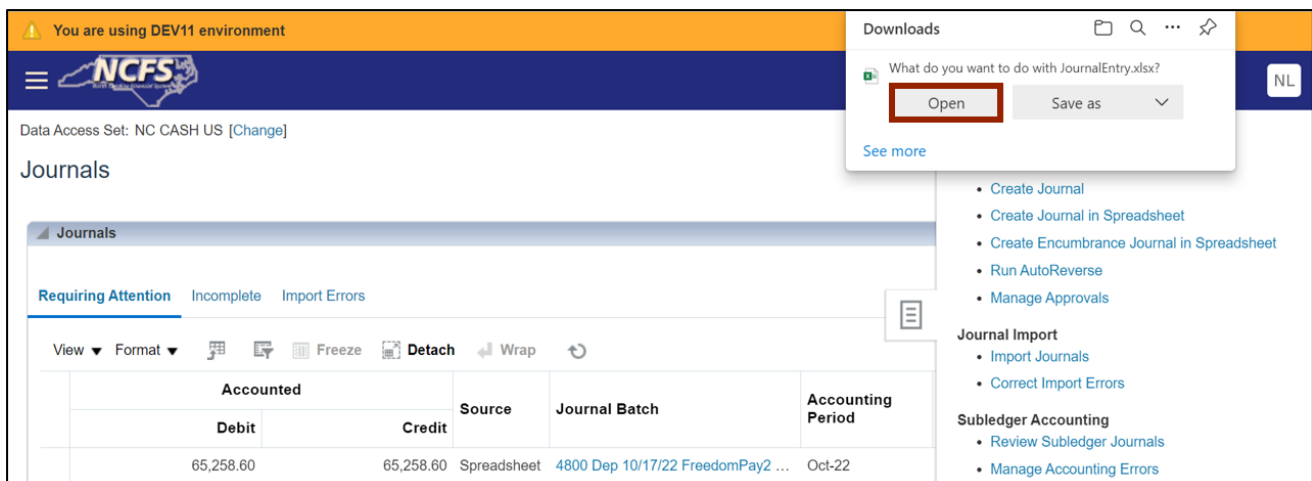 You are using DEV11 environment
NCFS
Data Access Set: NC CASH US [Change]
Journals
Downloads
What do you want to do with JournalEntry.xlsx?
Open
Save as
See more
NL
Journals
Requiring Attention Incomplete Import Errors
View Format Freeze Detach Wrap
Accounted
Debit Credit Source Journal Batch Accounting Period
65,258.60 65,258.60 Spreadsheet 4800 Dep 10/17/22 FreedomPay2 ... Oct-22
• Create Journal
• Create Journal in Spreadsheet
• Create Encumbrance Journal in Spreadsheet
• Run AutoReverse
• Manage Approvals
Journal Import
• Import Journals
• Correct Import Errors
Subledger Accounting
• Review Subledger Journals
• Manage Accounting Errors